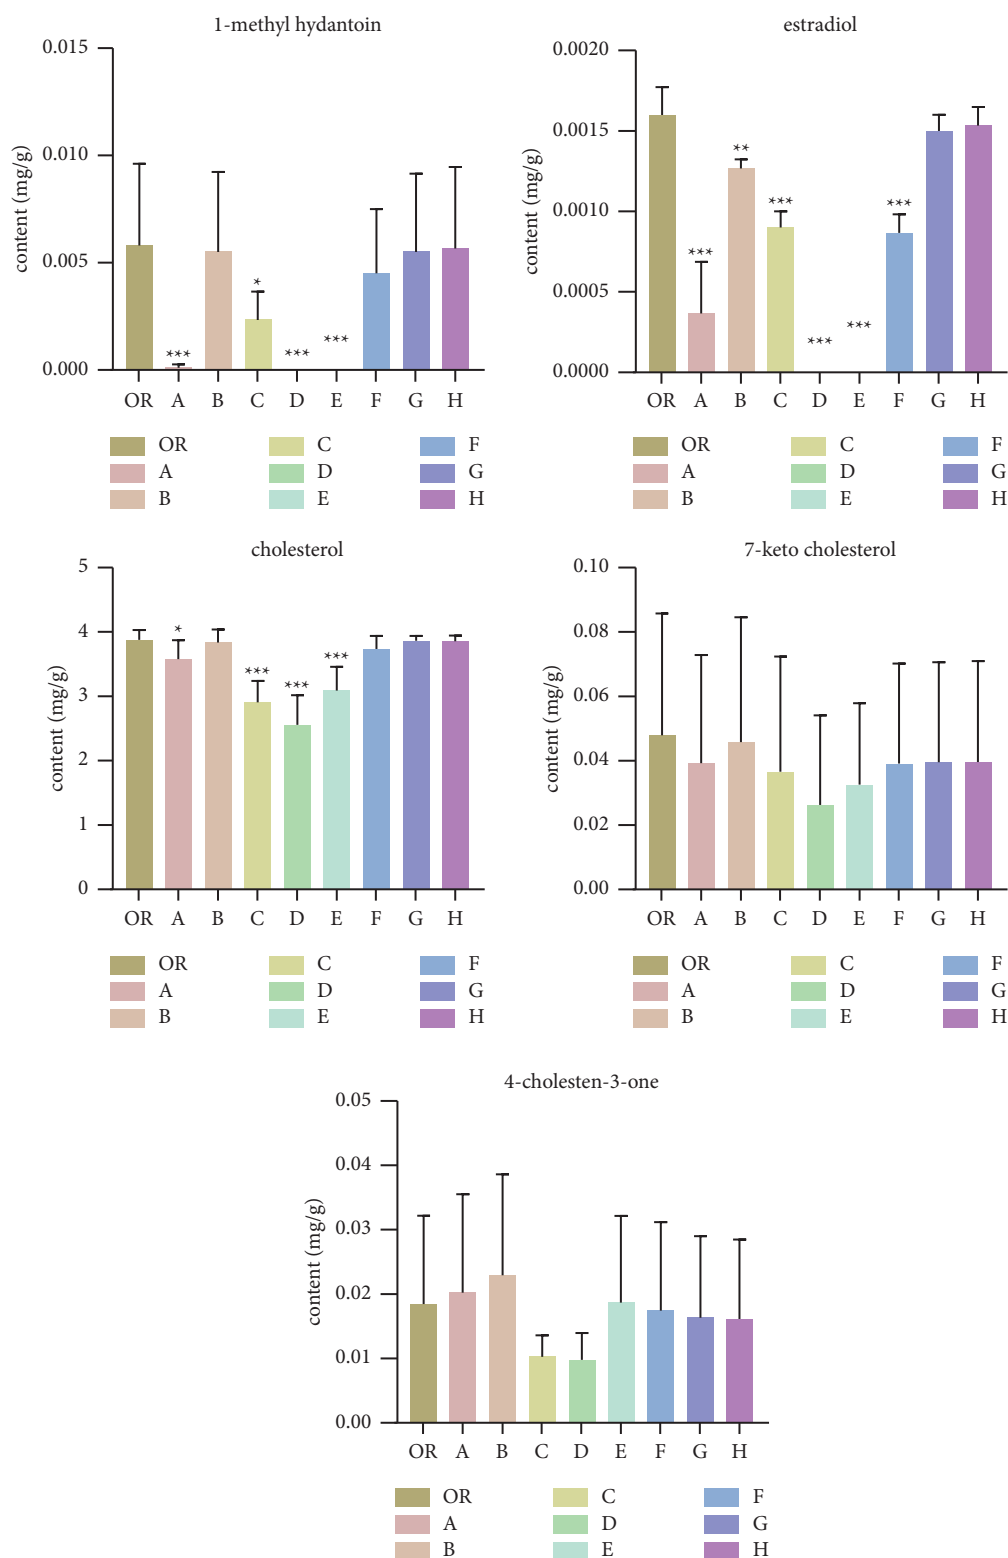 1-methyl hydantoin
0.015
0.010
0.005
0.000
content (mg/g)
***
*
***
***
OR A B C D E F G H
OR C F
A D G
B E H
estradiol
0.0020
0.0015
0.0010
0.0005
0.0000
content (mg/g)
***
**
***
***
***
***
OR A B C D E F G H
OR C F
A D G
B E H
cholesterol
5
4
3
2
1
0
content (mg/g)
*
***
***
***
OR A B C D E F G H
OR C F
A D G
B E H
7-keto cholesterol
0.10
0.08
0.06
0.04
0.02
0.00
content (mg/g)
OR A B C D E F G H
OR C F
A D G
B E H
4-cholesten-3-one
0.05
0.04
0.03
0.02
0.01
0.00
content (mg/g)
OR A B C D E F G H
OR C F
A D G
B E H